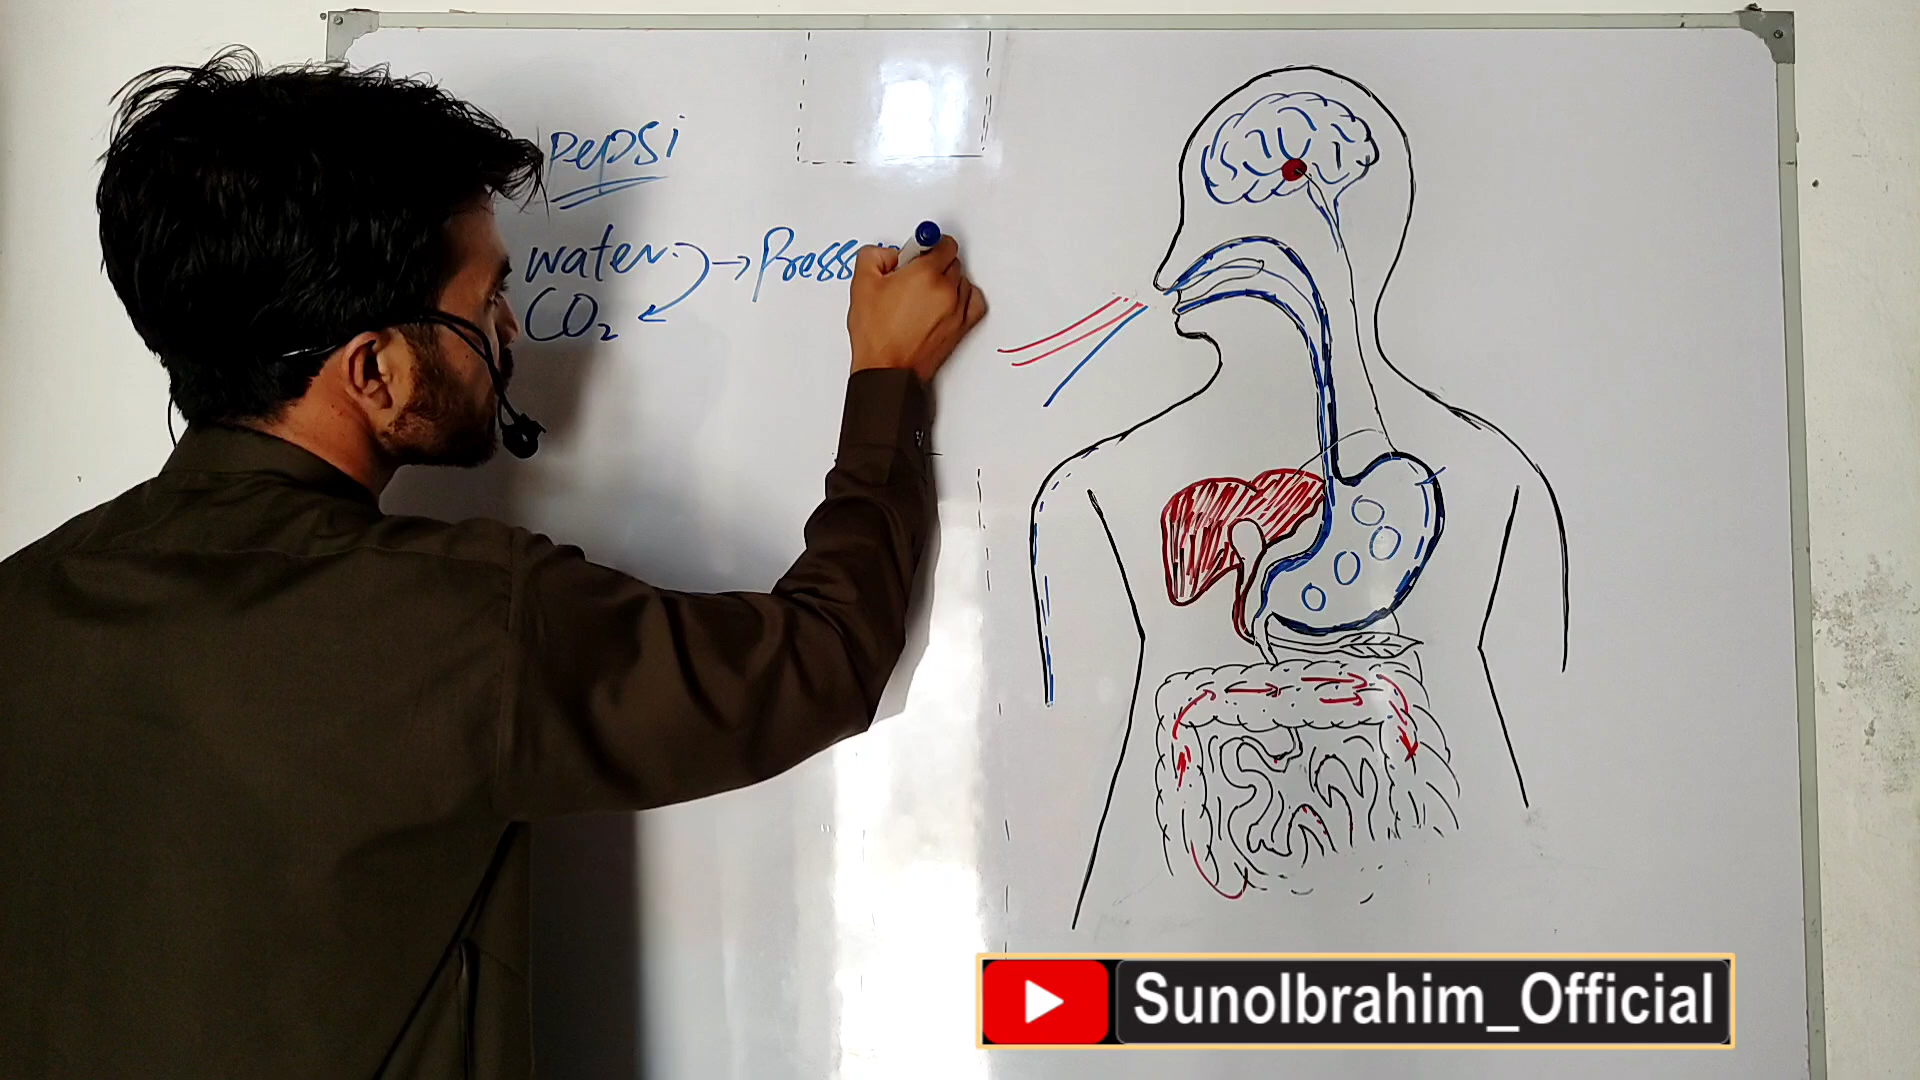 Pepsi
water → Press
CO₂
SunoIbrahim_Official